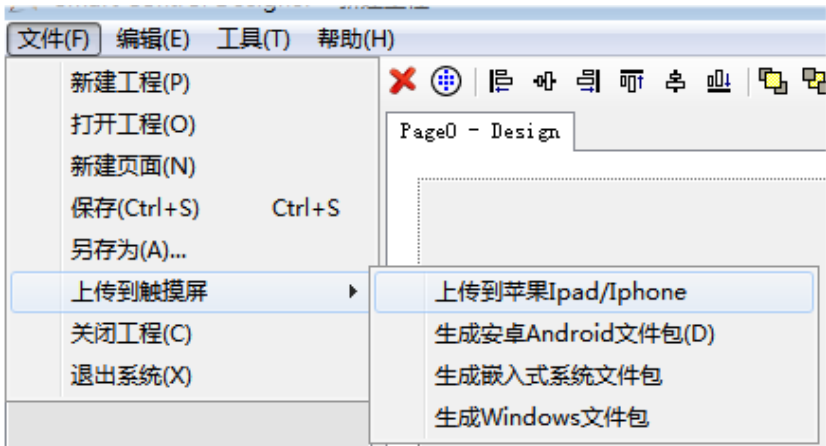 文件(F) 编辑(E) 工具(T) 帮助(H)
新建工程(P)
打开工程(O)
新建页面(N)
保存(Ctrl+S) Ctrl+S
另存为(A)...
上传到触摸屏
关闭工程(C)
退出系统(X)
Page0 - Design
上传到苹果Ipad/Iphone
生成安卓Android文件包(D)
生成嵌入式系统文件包
生成Windows文件包